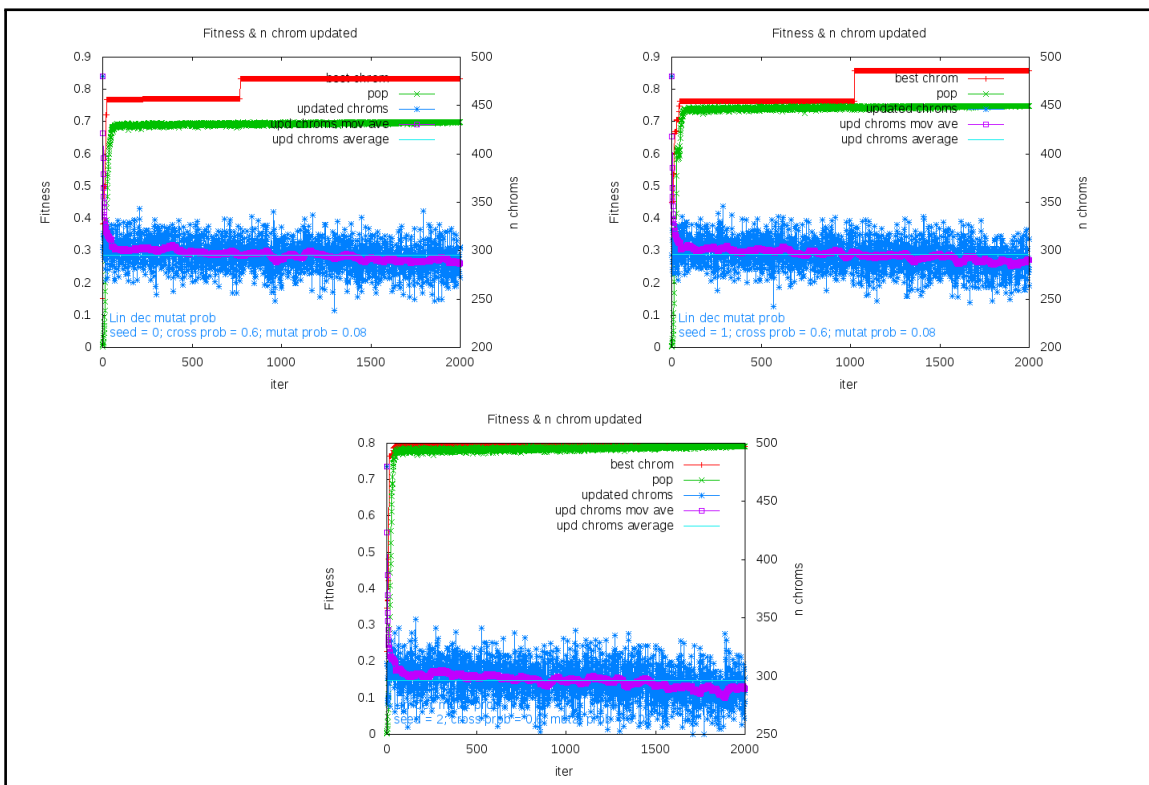 Fitness & n chrom updated
0.9
0.8
0.7
0.6
0.5
0.4
0.3
0.2
0.1
0
Fitness
500
450
400
350
300
250
200
n chroms
best chrom
pop
updated chroms
upd chroms mov ave
upd chroms average
Lin dec mutat prob
seed = 0; cross prob = 0.6; mutat prob = 0.08
0 500 1000 1500 2000
iter
Fitness & n chrom updated
0.9
0.8
0.7
0.6
0.5
0.4
0.3
0.2
0.1
0
Fitness
500
450
400
350
300
250
200
n chroms
best chrom
pop
updated chroms
upd chroms mov ave
upd chroms average
Lin dec mutat prob
seed = 1; cross prob = 0.6; mutat prob = 0.08
0 500 1000 1500 2000
iter
Fitness & n chrom updated
0.8
0.7
0.6
0.5
0.4
0.3
0.2
0.1
0
Fitness
500
450
400
350
300
250
n chroms
best chrom
pop
updated chroms
upd chroms mov ave
upd chroms average
seed = 2; cross prob = mutat prob
0 500 1000 1500 2000
iter